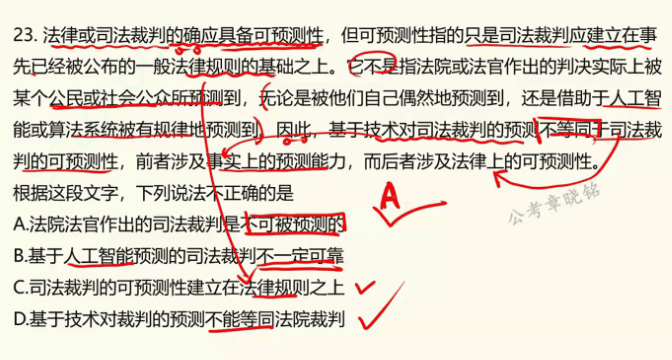 23. 法律或司法裁判的确应具备可预测性，但可预测性指的只是司法裁判应建立在事
先已经被公布的一般法律规则的基础之上。它不是指法院或法官作出的判决实际上被
某个公民或社会公众所预测到，无论是被他们自己偶然地预测到，还是借助于人工智
能或算法系统被有规律地预测到，因此，基于技术对司法裁判的预测不等同于司法裁
判的可预测性，前者涉及事实上的预测能力，而后者涉及法律上的可预测性。
根据这段文字，下列说法不正确的是
A
A.法院法官作出的司法裁判是不可被预测的
公考章晓铭
B.基于人工智能预测的司法裁判不一定可靠
C.司法裁判的可预测性建立在法律规则之上
D.基于技术对裁判的预测不能等同法院裁判